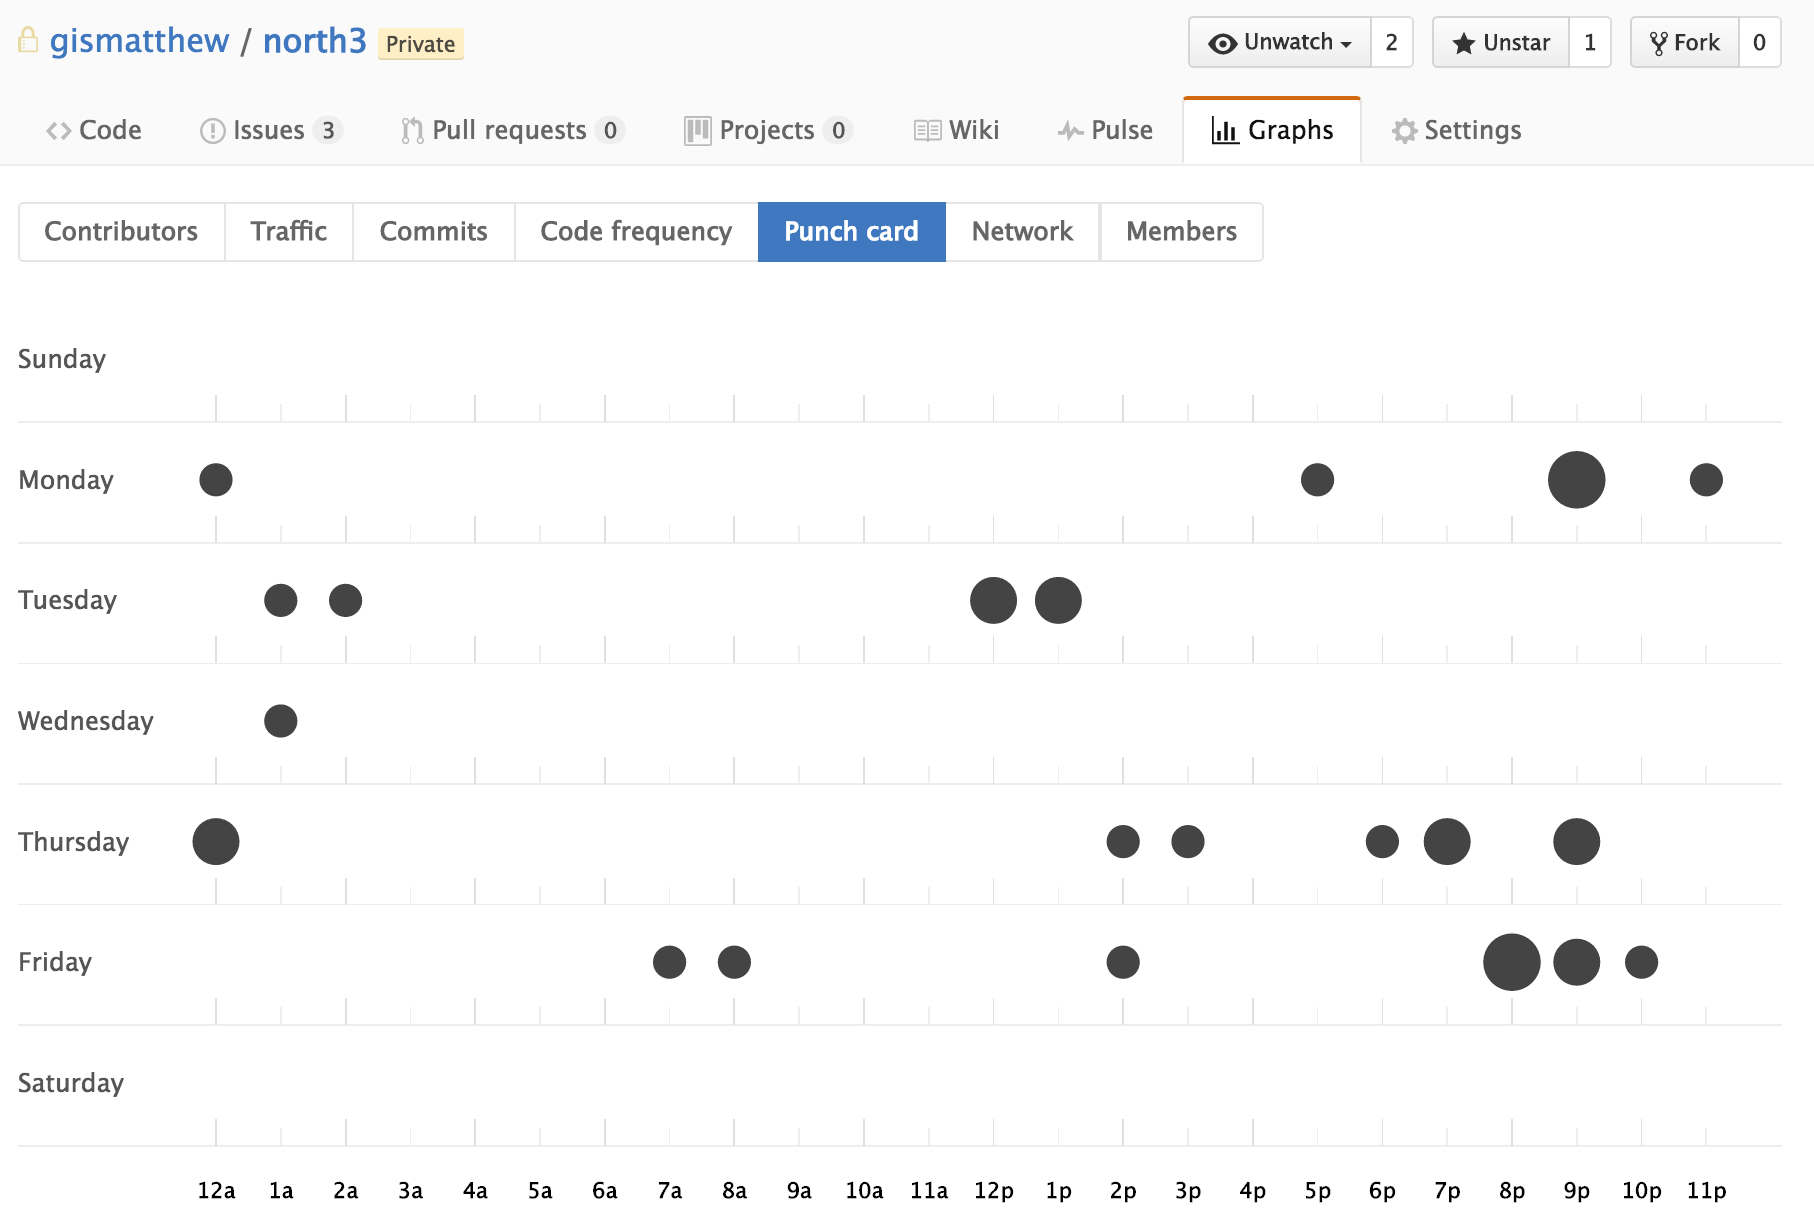 gismatthew / north3 Private Unwatch 2 Unstar 1 Fork 0
Code Issues 3 Pull requests 0 Projects 0 Wiki Pulse Graphs Settings
Contributors Traffic Commits Code frequency Punch card Network Members
Sunday
Monday
Tuesday
Wednesday
Thursday
Friday
Saturday
12a 1a 2a 3a 4a 5a 6a 7a 8a 9a 10a 11a 12p 1p 2p 3p 4p 5p 6p 7p 8p 9p 10p 11p